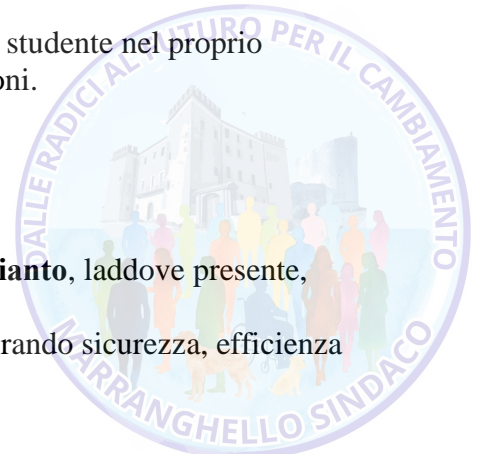 studente nel proprio
oni.
DALLE RADICI AL FUTURO PER IL CAMBIAMENTO
ianto, laddove presente,
rando sicurezza, efficienza
MARRANGHELLO SINDACO